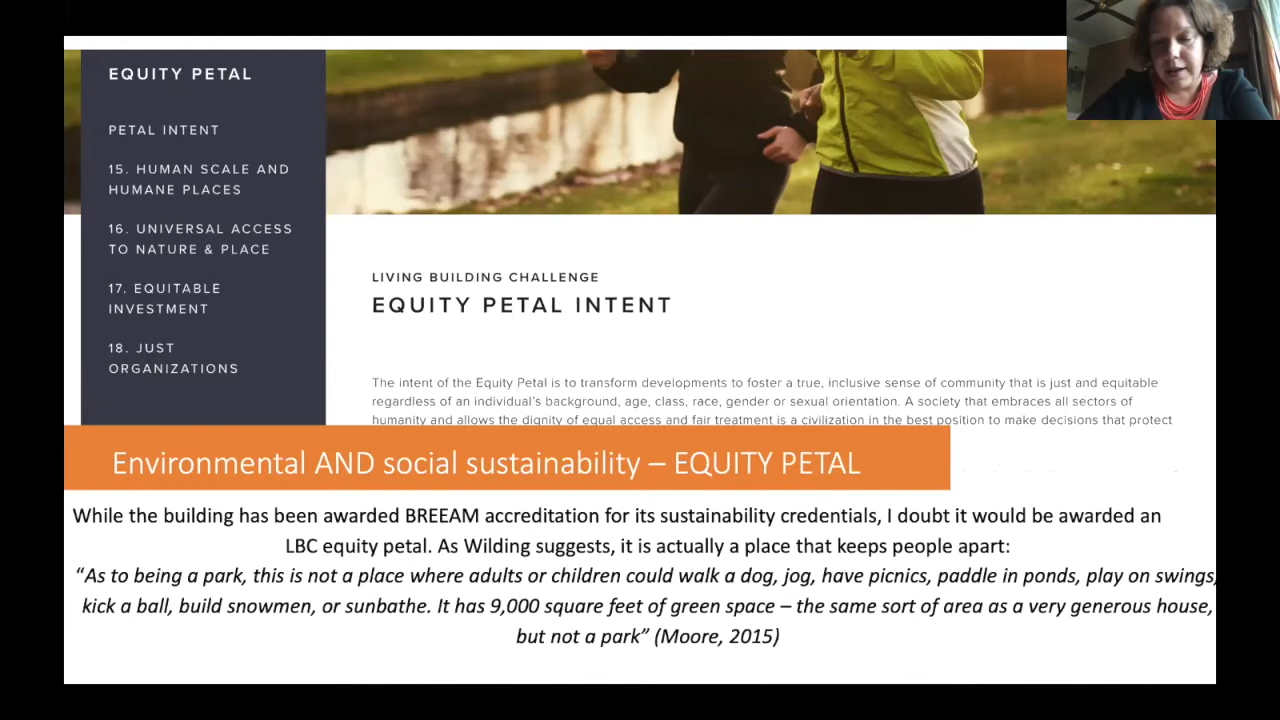 EQUITY PETAL
PETAL INTENT
15. HUMAN SCALE AND
HUMANE PLACES
16. UNIVERSAL ACCESS
TO NATURE & PLACE
17. EQUITABLE
INVESTMENT
18. JUST
ORGANIZATIONS
LIVING BUILDING CHALLENGE
EQUITY PETAL INTENT
The intent of the Equity Petal is to transform developments to foster a true, inclusive sense of community that is just and equitable
regardless of an individual's background, age, class, race, gender or sexual orientation. A society that embraces all sectors of
humanity and allows the dignity of equal access and fair treatment is a civilization in the best position to make decisions that protect
Environmental AND social sustainability – EQUITY PETAL
While the building has been awarded BREEAM accreditation for its sustainability credentials, I doubt it would be awarded an
LBC equity petal. As Wilding suggests, it is actually a place that keeps people apart:
“As to being a park, this is not a place where adults or children could walk a dog, jog, have picnics, paddle in ponds, play on swings,
kick a ball, build snowmen, or sunbathe. It has 9,000 square feet of green space – the same sort of area as a very generous house,
but not a park” (Moore, 2015)